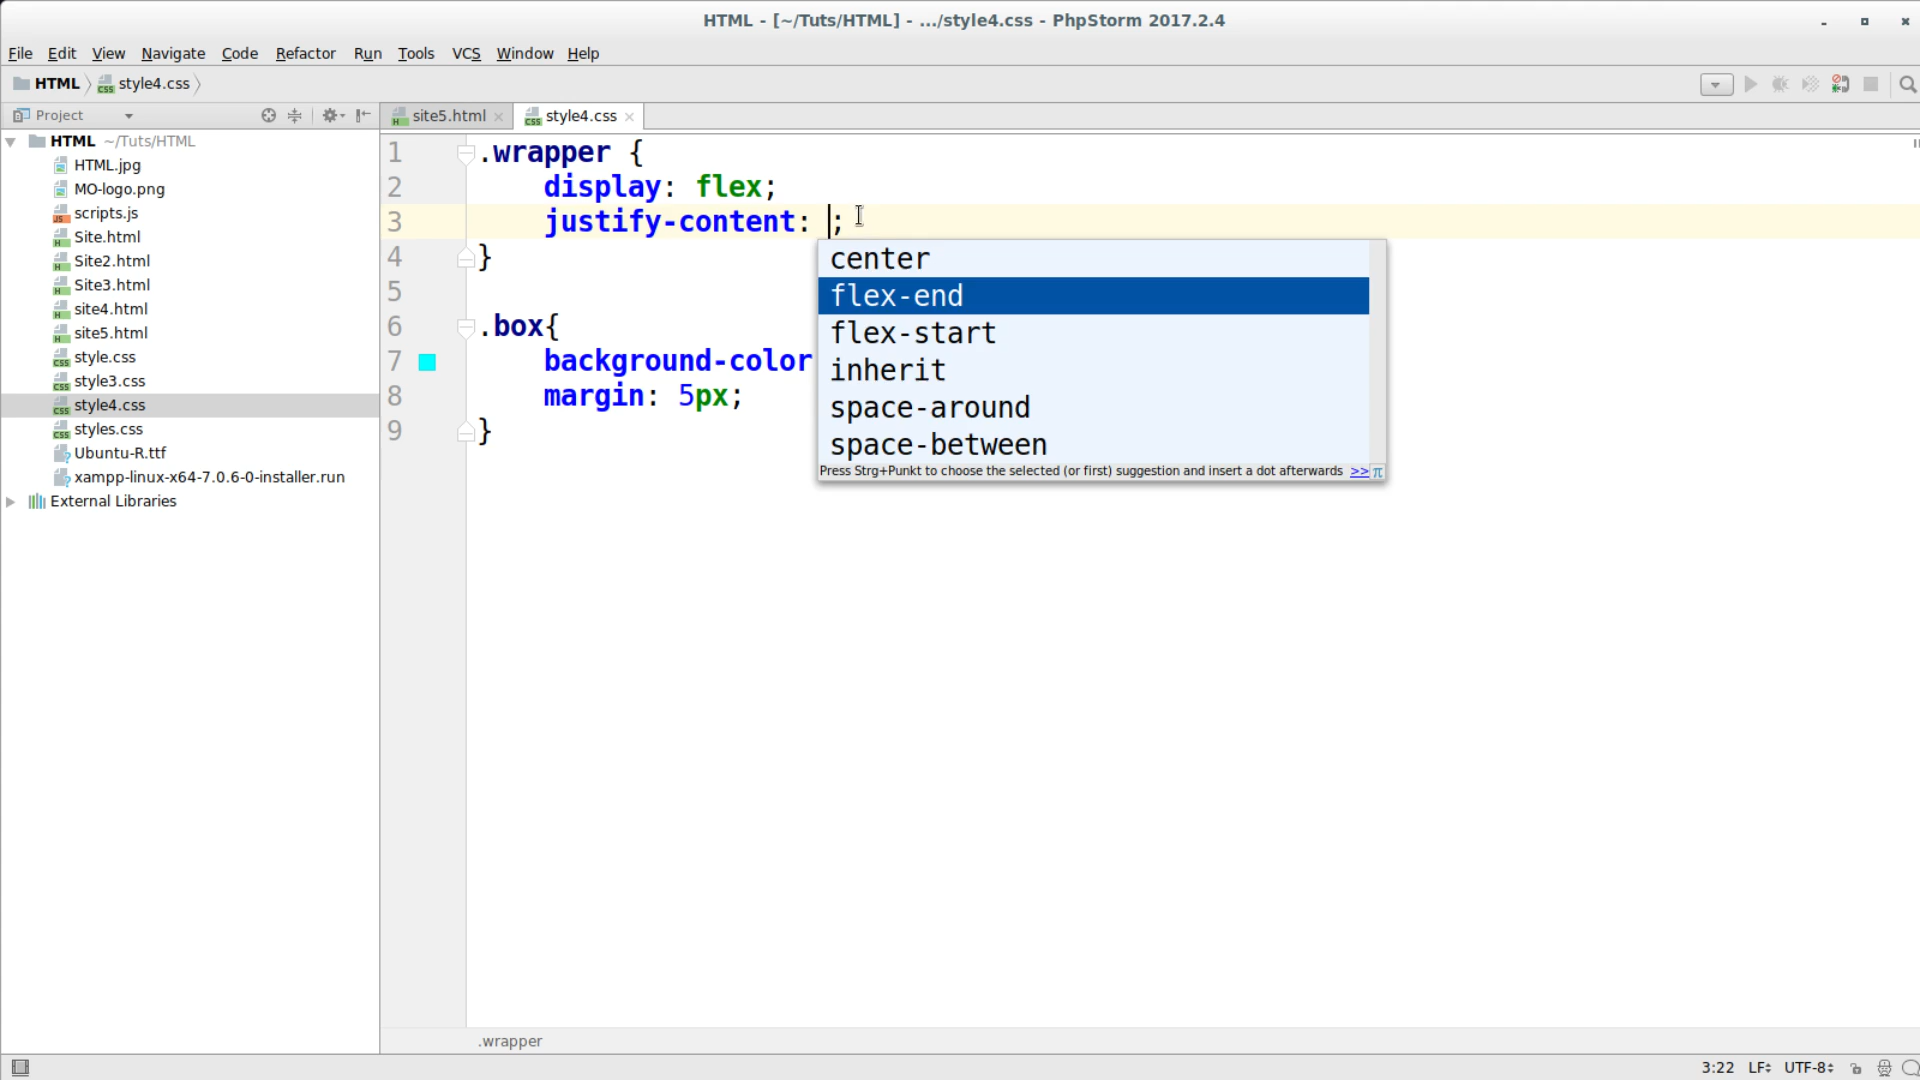 HTML - [~/Tuts/HTML] - .../style4.css - PhpStorm 2017.2.4
File Edit View Navigate Code Refactor Run Tools VCS Window Help
HTML style4.css
Project
site5.html style4.css
HTML ~/Tuts/HTML
HTML.jpg
MO-logo.png
scripts.js
Site.html
Site2.html
Site3.html
site4.html
site5.html
style.css
style3.css
style4.css
styles.css
Ubuntu-R.ttf
xampp-linux-x64-7.0.6-0-installer.run
External Libraries
1 .wrapper {
2 display: flex;
3 justify-content: ;
4 }
5
6 .box{
7 background-color
8 margin: 5px;
9 }
center
flex-end
flex-start
inherit
space-around
space-between
Press Strg+Punkt to choose the selected (or first) suggestion and insert a dot afterwards >> π
.wrapper
3:22 LF UTF-8